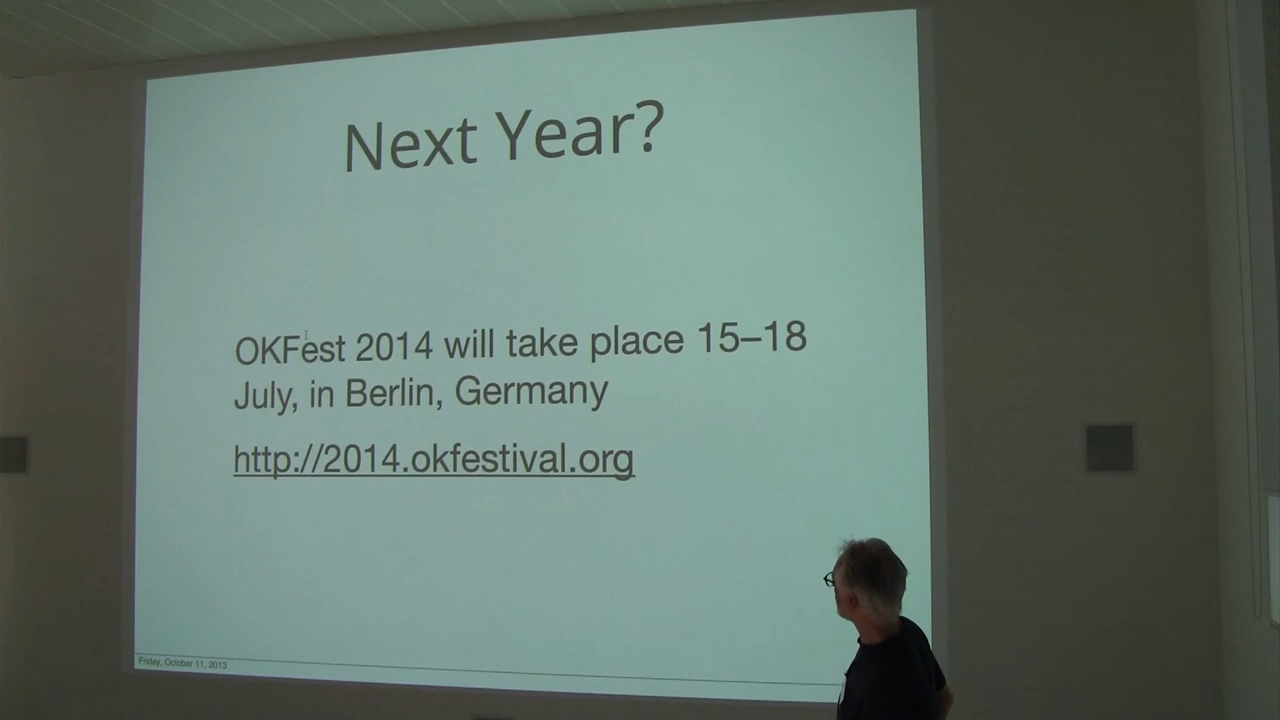 Next Year?
OKFest 2014 will take place 15–18
July, in Berlin, Germany
http://2014.okfestival.org
Friday, October 11, 2013